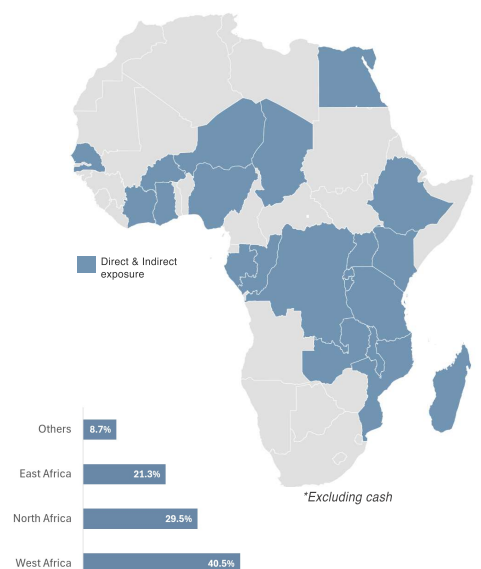 Direct & Indirect
exposure
Others
8.7%
East Africa
21.3%
*Excluding cash
North Africa
29.5%
West Africa
40.5%